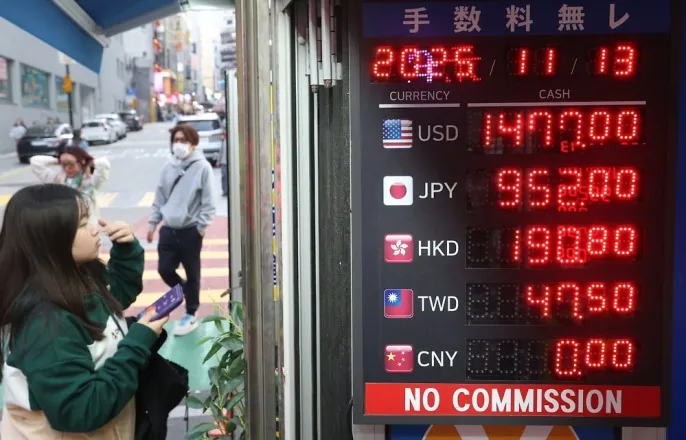 手数料無し
2025 / 11 / 13
CURRENCY CASH
USD 1477.00
JPY 952.00
HKD 190.80
TWD 47.50
CNY 0.00
NO COMMISSION